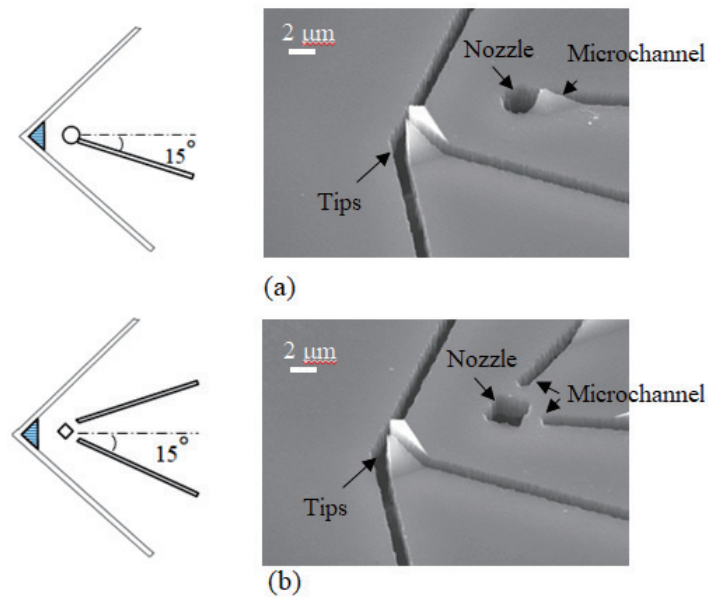 2 μm
Nozzle
Microchannel
15°
Tips
(a)
2 μm
Nozzle
Microchannel
15°
Tips
(b)